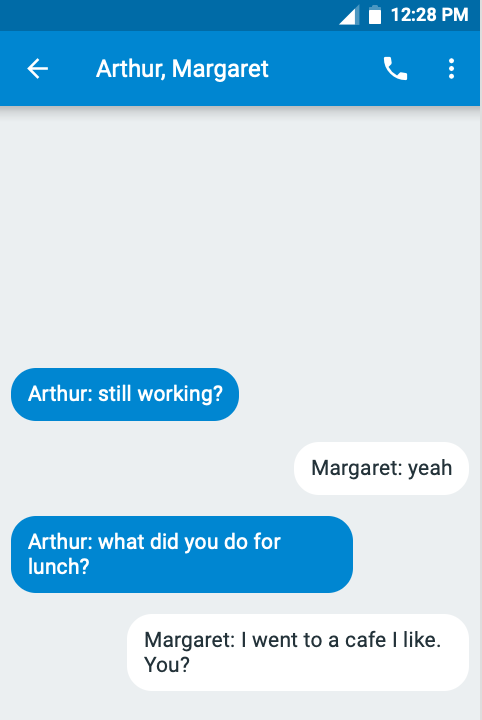 12:28 PM
Arthur, Margaret
Arthur: still working?
Margaret: yeah
Arthur: what did you do for
lunch?
Margaret: I went to a cafe I like.
You?